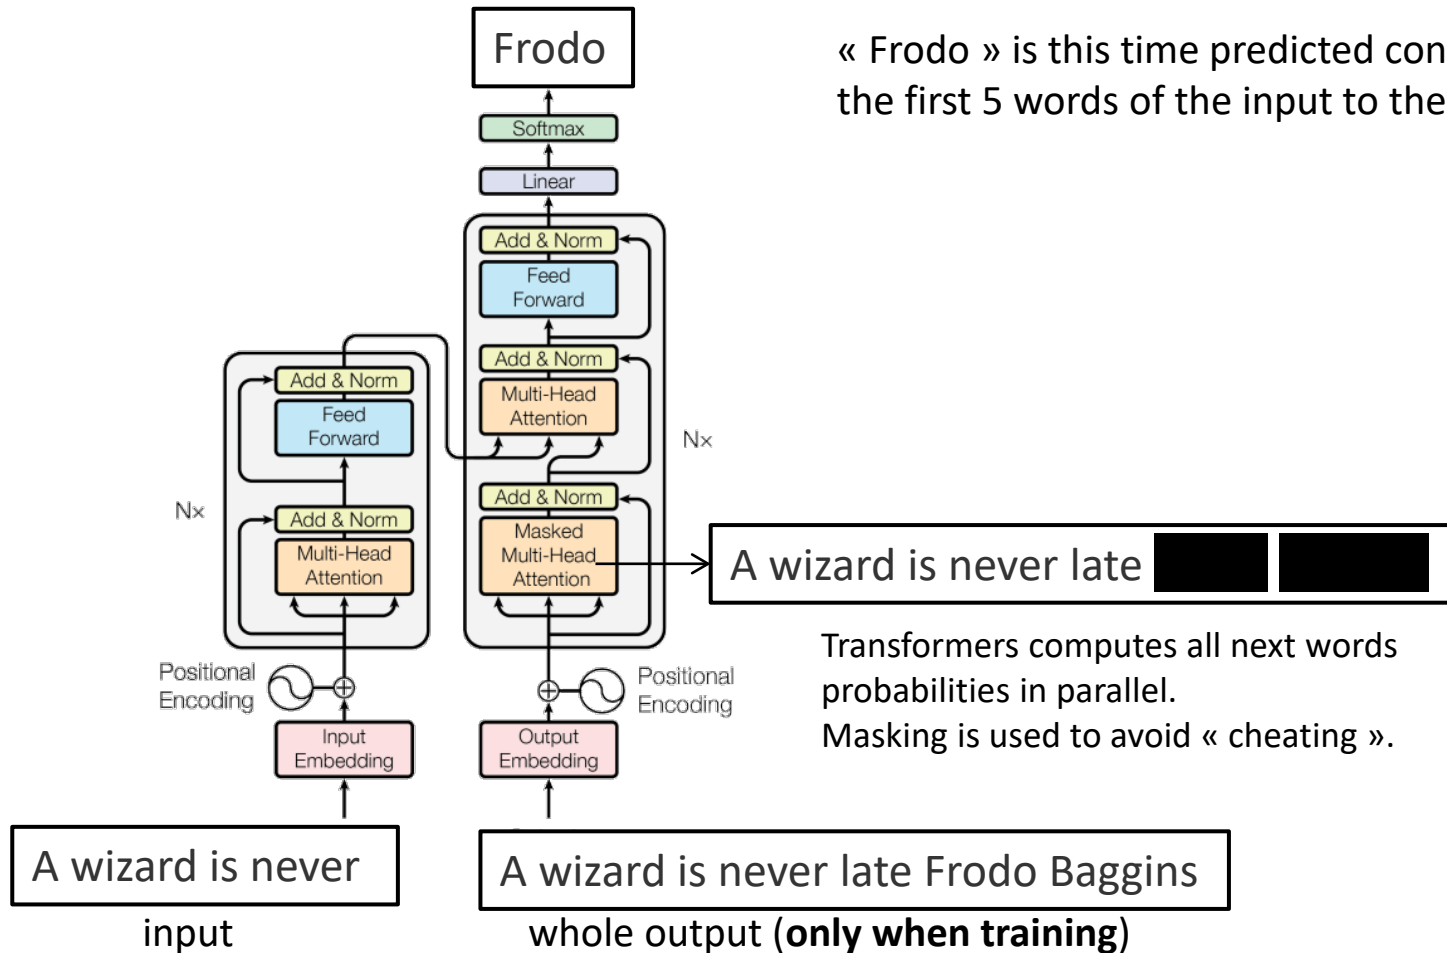 Frodo
« Frodo » is this time predicted con
the first 5 words of the input to the
Softmax
Linear
Add & Norm
Feed
Forward
Add & Norm
Multi-Head
Attention
Nx
Add & Norm
Masked
Multi-Head
Attention
Add & Norm
Feed
Forward
Nx
Add & Norm
Multi-Head
Attention
A wizard is never late
Transformers computes all next words
probabilities in parallel.
Masking is used to avoid « cheating ».
Positional
Encoding
Positional
Encoding
Input
Embedding
Output
Embedding
A wizard is never
A wizard is never late Frodo Baggins
input
whole output (only when training)